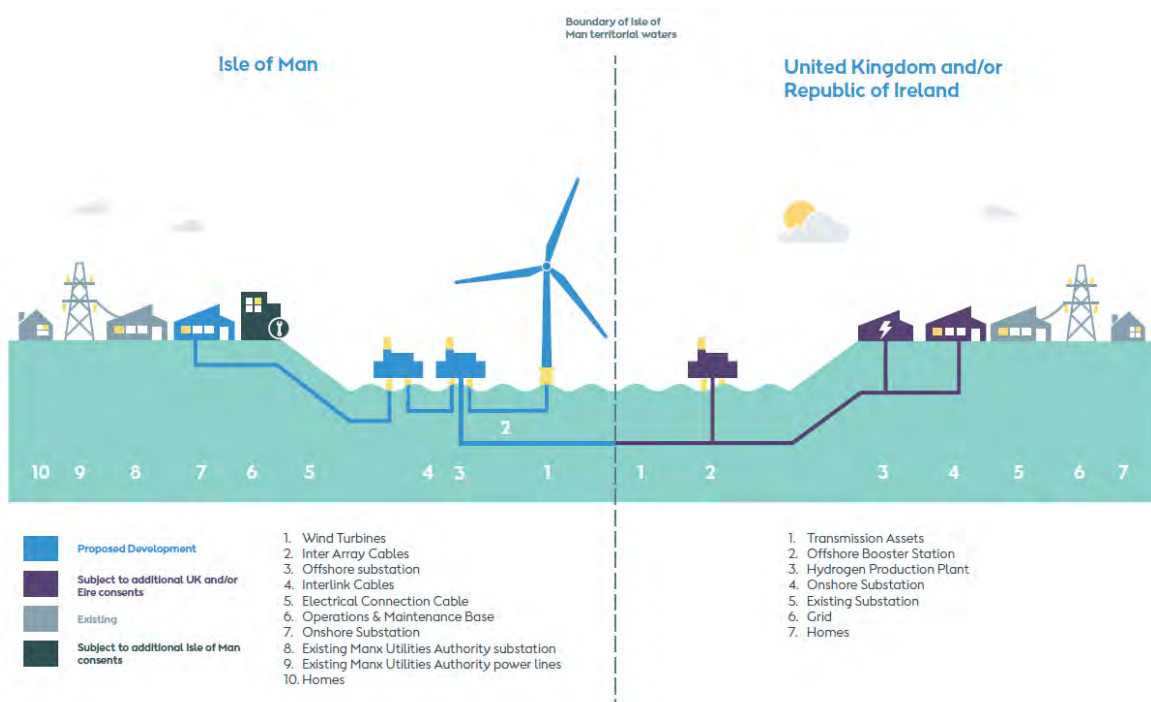 Boundary of Isle of
Man territorial waters
Isle of Man
United Kingdom and/or
Republic of Ireland
2
10 9 8 7 6 5 4 3 1 1 2 3 4 5 6 7
Proposed Development
Subject to additional UK and/or
Eire consents
Existing
Subject to additional Isle of Man
consents
1. Wind Turbines
2. Inter Array Cables
3. Offshore substation
4. Interlink Cables
5. Electrical Connection Cable
6. Operations & Maintenance Base
7. Onshore Substation
8. Existing Manx Utilities Authority substation
9. Existing Manx Utilities Authority power lines
10. Homes
1. Transmission Assets
2. Offshore Booster Station
3. Hydrogen Production Plant
4. Onshore Substation
5. Existing Substation
6. Grid
7. Homes